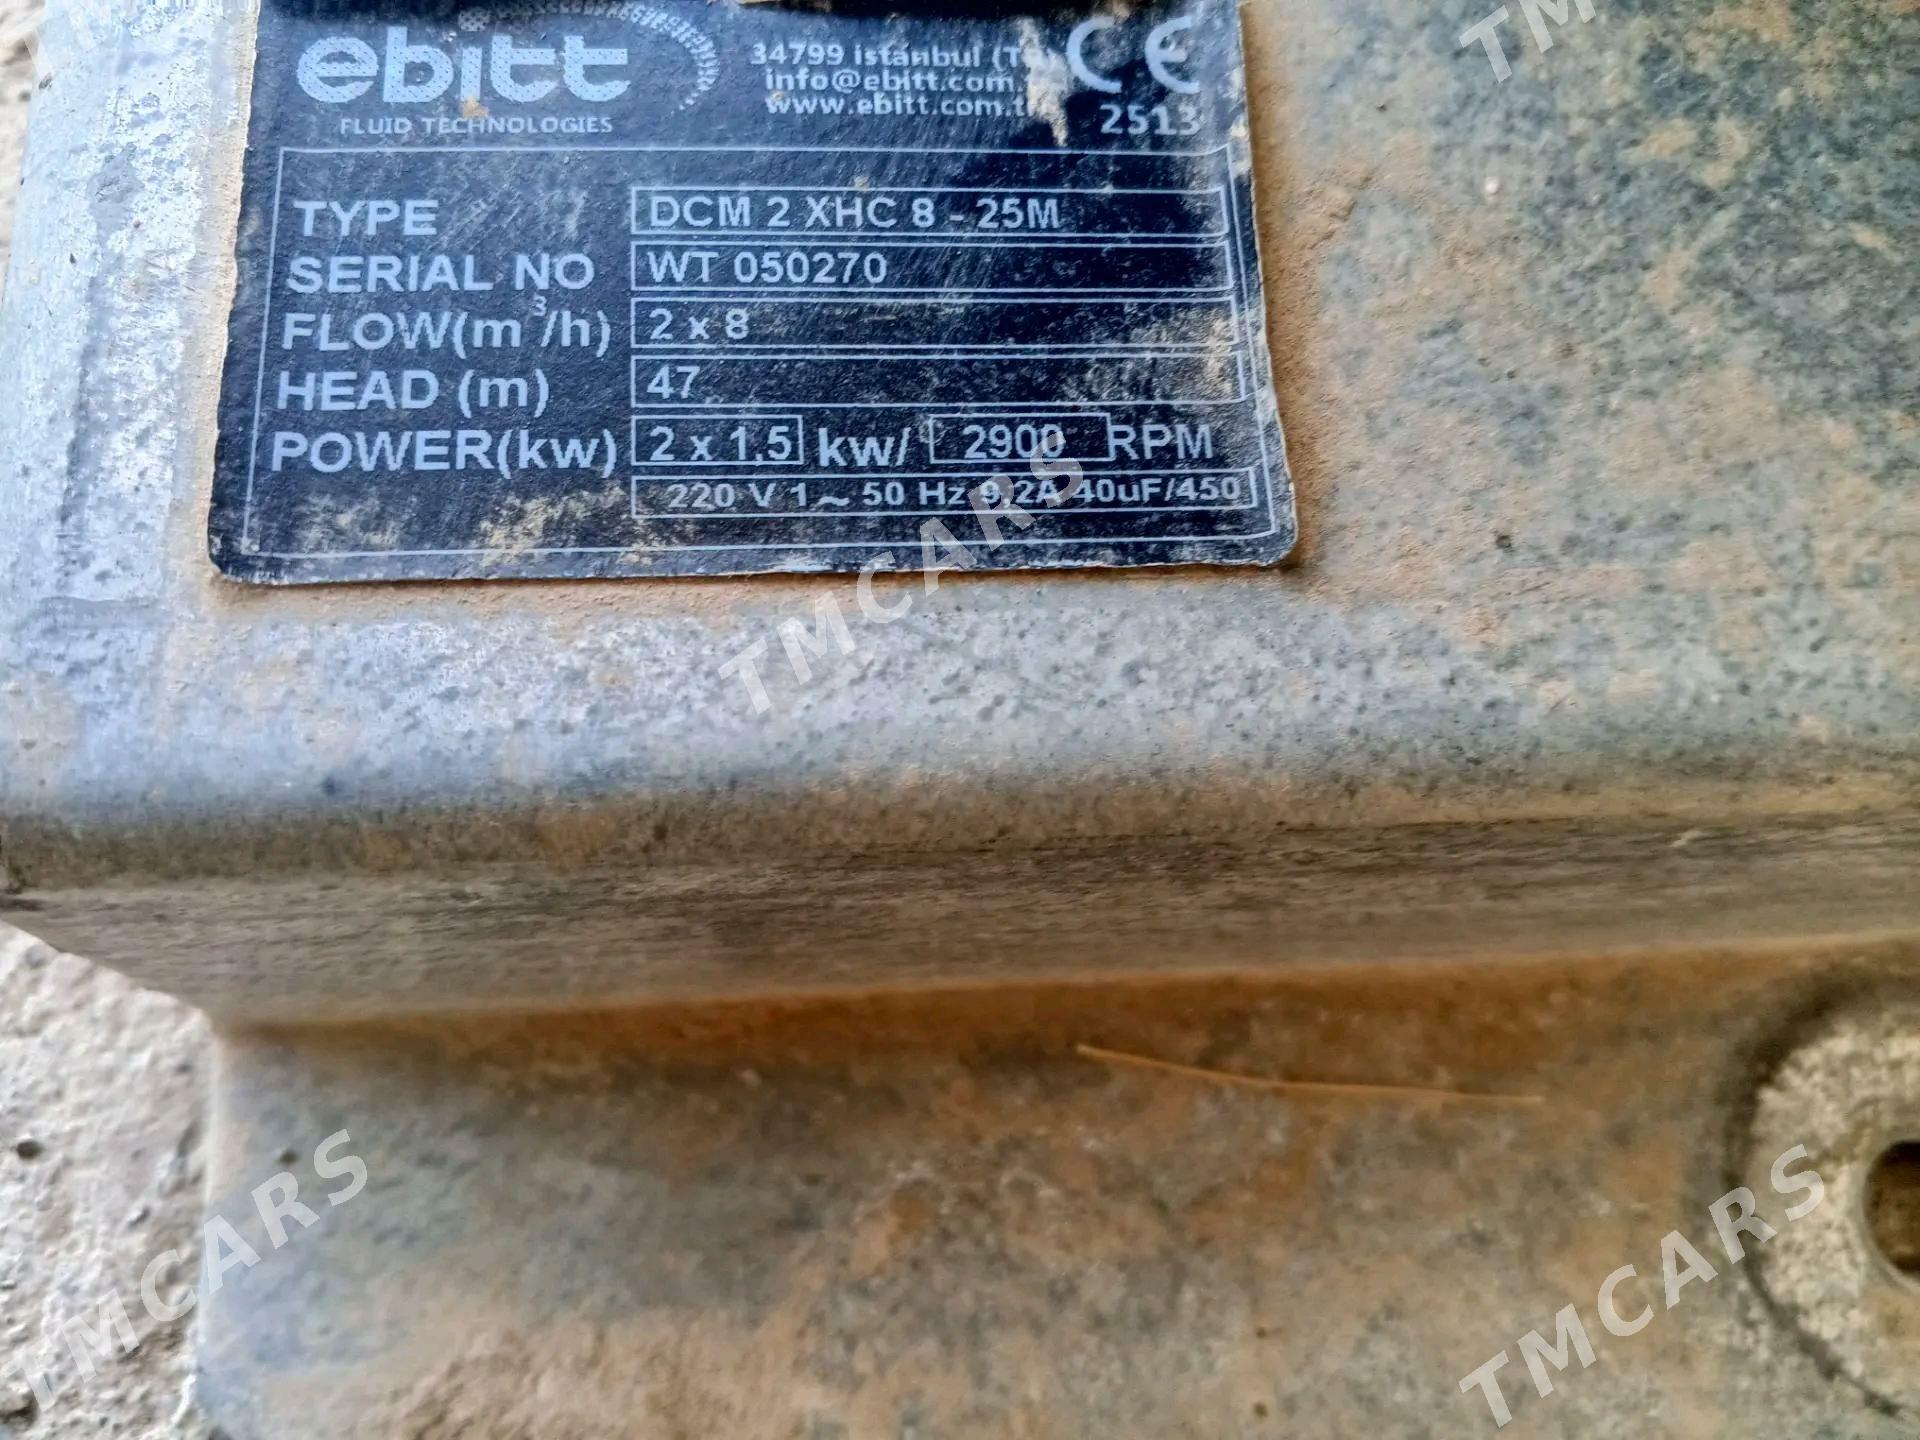 ebitt
FLUID TECHNOLOGIES
34799 istanbul
info@ebitt.com.
www.ebitt.com.t
CE
2513
TYPE DCM 2 XHC 8 - 25M
SERIAL NO WT 050270
FLOW(m³/h) 2 x 8
HEAD (m) 47
POWER(kw) 2 x 1,5 kw/ 2900 RPM
220 V 1~ 50 Hz 9,2A 40uF/450
TMCARS
TMCARS
TMCARS